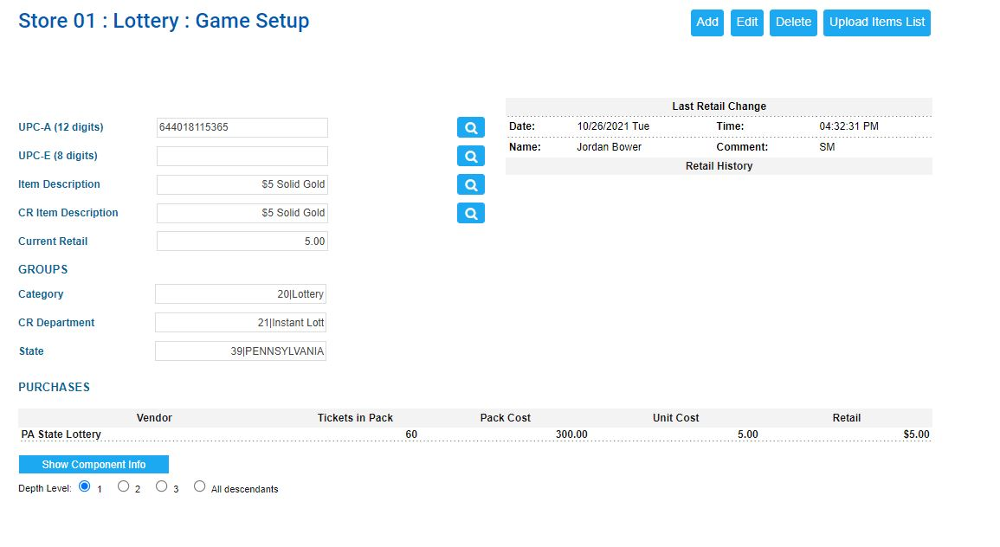 Store 01 : Lottery : Game Setup
Add Edit Delete Upload Items List
Last Retail Change
UPC-A (12 digits) 644018115365
Date: 10/26/2021 Tue Time: 04:32:31 PM
Name: Jordan Bower Comment: SM
UPC-E (8 digits)
Retail History
Item Description $5 Solid Gold
CR Item Description $5 Solid Gold
Current Retail 5.00
GROUPS
Category 20|Lottery
CR Department 21|Instant Lott
State 39|PENNSYLVANIA
PURCHASES
Vendor Tickets in Pack Pack Cost Unit Cost Retail
PA State Lottery 60 300.00 5.00 $5.00
Show Component Info
Depth Level: 1 2 3 All descendants